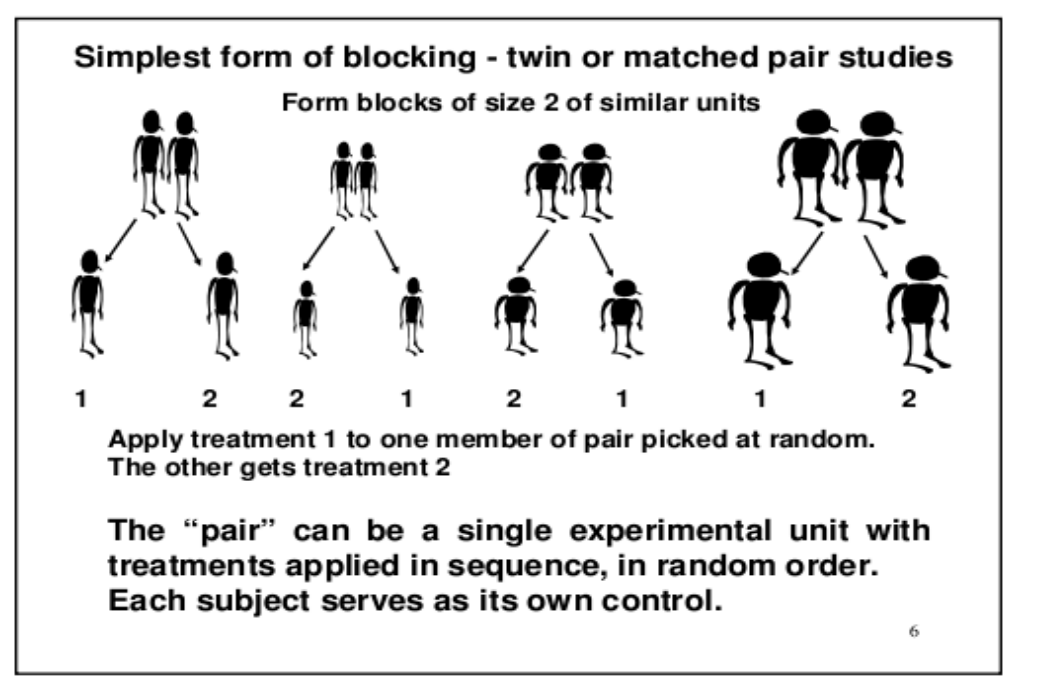 Simplest form of blocking - twin or matched pair studies
Form blocks of size 2 of similar units
1 2 2 1 2 1 1 2
Apply treatment 1 to one member of pair picked at random.
The other gets treatment 2
The “pair” can be a single experimental unit with
treatments applied in sequence, in random order.
Each subject serves as its own control.
6